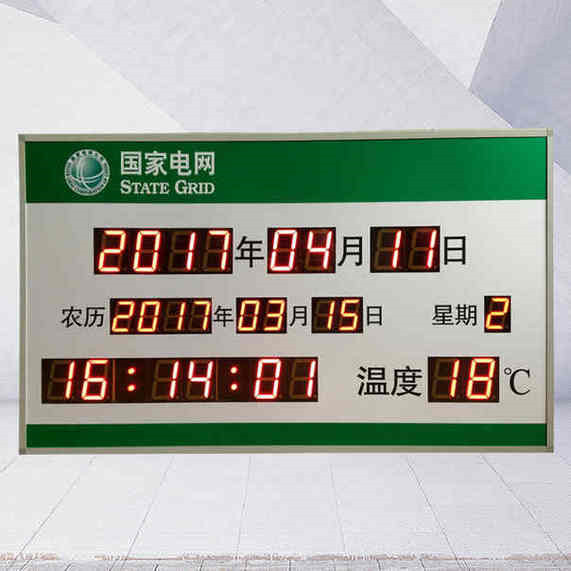 国家电网
STATE GRID
2017年04月11日
农历2017年03月15日 星期2
16:14:01 温度18℃